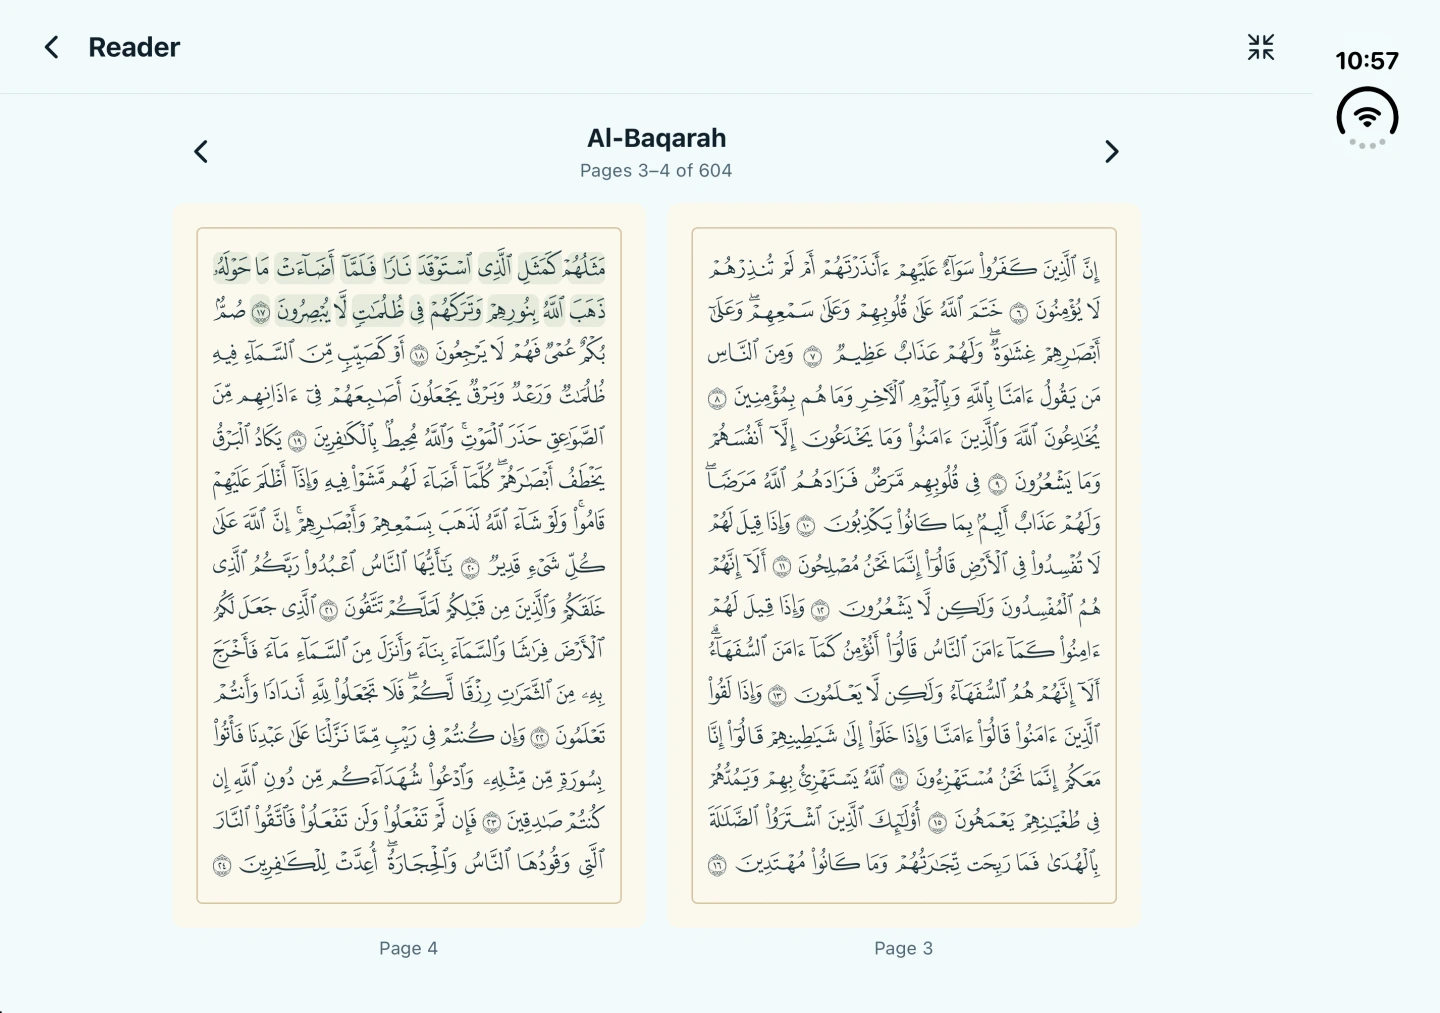 Reader
10:57
Al-Baqarah
Pages 3–4 of 604
إِنَّ ٱلَّذِينَ كَفَرُوا۟ سَوَآءٌ عَلَيْهِمْ ءَأَنذَرْتَهُمْ أَمْ لَمْ تُنذِرْهُمْ
لَا يُؤْمِنُونَ ٦ خَتَمَ ٱللَّهُ عَلَىٰ قُلُوبِهِمْ وَعَلَىٰ سَمْعِهِمْ ۖ وَعَلَىٰٓ
أَبْصَـٰرِهِمْ غِشَـٰوَةٌ ۖ وَلَهُمْ عَذَابٌ عَظِيمٌ ٧ وَمِنَ ٱلنَّاسِ
مَن يَقُولُ ءَامَنَّا بِٱللَّهِ وَبِٱلْيَوْمِ ٱلْـَٔاخِرِ وَمَا هُم بِمُؤْمِنِينَ ٨
يُخَـٰدِعُونَ ٱللَّهَ وَٱلَّذِينَ ءَامَنُوا۟ وَمَا يَخْدَعُونَ إِلَّآ أَنفُسَهُمْ
وَمَا يَشْعُرُونَ ٩ فِى قُلُوبِهِم مَّرَضٌ فَزَادَهُمُ ٱللَّهُ مَرَضًا ۖ
وَلَهُمْ عَذَابٌ أَلِيمٌۢ بِمَا كَانُوا۟ يَكْذِبُونَ ١٠ وَإِذَا قِيلَ لَهُمْ
لَا تُفْسِدُوا۟ فِى ٱلْأَرْضِ قَالُوٓا۟ إِنَّمَا نَحْنُ مُصْلِحُونَ ١١ أَلَآ إِنَّهُمْ
هُمُ ٱلْمُفْسِدُونَ وَلَـٰكِن لَّا يَشْعُرُونَ ١٢ وَإِذَا قِيلَ لَهُمْ
ءَامِنُوا۟ كَمَآ ءَامَنَ ٱلنَّاسُ قَالُوٓا۟ أَنُؤْمِنُ كَمَآ ءَامَنَ ٱلسُّفَهَآءُ ۗ
أَلَآ إِنَّهُمْ هُمُ ٱلسُّفَهَآءُ وَلَـٰكِن لَّا يَعْلَمُونَ ١٣ وَإِذَا لَقُوا۟
ٱلَّذِينَ ءَامَنُوا۟ قَالُوٓا۟ ءَامَنَّا وَإِذَا خَلَوْا۟ إِلَىٰ شَيَـٰطِينِهِمْ قَالُوٓا۟ إِنَّا
مَعَكُمْ إِنَّمَا نَحْنُ مُسْتَهْزِءُونَ ١٤ ٱللَّهُ يَسْتَهْزِئُ بِهِمْ وَيَمُدُّهُمْ
فِى طُغْيَـٰنِهِمْ يَعْمَهُونَ ١٥ أُو۟لَـٰٓئِكَ ٱلَّذِينَ ٱشْتَرَوُا۟ ٱلضَّلَـٰلَةَ
بِٱلْهُدَىٰ فَمَا رَبِحَت تِّجَـٰرَتُهُمْ وَمَا كَانُوا۟ مُهْتَدِينَ ١٦
Page 3
مَثَلُهُمْ كَمَثَلِ ٱلَّذِى ٱسْتَوْقَدَ نَارًا فَلَمَّآ أَضَآءَتْ مَا حَوْلَهُۥ
ذَهَبَ ٱللَّهُ بِنُورِهِمْ وَتَرَكَهُمْ فِى ظُلُمَـٰتٍ لَّا يُبْصِرُونَ ١٧ صُمٌّۢ
بُكْمٌ عُمْىٌ فَهُمْ لَا يَرْجِعُونَ ١٨ أَوْ كَصَيِّبٍ مِّنَ ٱلسَّمَآءِ فِيهِ
ظُلُمَـٰتٌ وَرَعْدٌ وَبَرْقٌ يَجْعَلُونَ أَصَـٰبِعَهُمْ فِىٓ ءَاذَانِهِم مِّنَ
ٱلصَّوَٰعِقِ حَذَرَ ٱلْمَوْتِ ۚ وَٱللَّهُ مُحِيطٌۢ بِٱلْكَـٰفِرِينَ ١٩ يَكَادُ ٱلْبَرْقُ
يَخْطَفُ أَبْصَـٰرَهُمْ ۖ كُلَّمَآ أَضَآءَ لَهُم مَّشَوْا۟ فِيهِ وَإِذَآ أَظْلَمَ عَلَيْهِمْ
قَامُوا۟ ۚ وَلَوْ شَآءَ ٱللَّهُ لَذَهَبَ بِسَمْعِهِمْ وَأَبْصَـٰرِهِمْ ۚ إِنَّ ٱللَّهَ عَلَىٰ
كُلِّ شَىْءٍ قَدِيرٌ ٢٠ يَـٰٓأَيُّهَا ٱلنَّاسُ ٱعْبُدُوا۟ رَبَّكُمُ ٱلَّذِى
خَلَقَكُمْ وَٱلَّذِينَ مِن قَبْلِكُمْ لَعَلَّكُمْ تَتَّقُونَ ٢١ ٱلَّذِى جَعَلَ لَكُمُ
ٱلْأَرْضَ فِرَٰشًا وَٱلسَّمَآءَ بِنَآءً وَأَنزَلَ مِنَ ٱلسَّمَآءِ مَآءً فَأَخْرَجَ
بِهِۦ مِنَ ٱلثَّمَرَٰتِ رِزْقًا لَّكُمْ ۖ فَلَا تَجْعَلُوا۟ لِلَّهِ أَندَادًا وَأَنتُمْ
تَعْلَمُونَ ٢٢ وَإِن كُنتُمْ فِى رَيْبٍ مِّمَّا نَزَّلْنَا عَلَىٰ عَبْدِنَا فَأْتُوا۟
بِسُورَةٍ مِّن مِّثْلِهِۦ وَٱدْعُوا۟ شُهَدَآءَكُم مِّن دُونِ ٱللَّهِ إِن
كُنتُمْ صَـٰدِقِينَ ٢٣ فَإِن لَّمْ تَفْعَلُوا۟ وَلَن تَفْعَلُوا۟ فَٱتَّقُوا۟ ٱلنَّارَ
ٱلَّتِى وَقُودُهَا ٱلنَّاسُ وَٱلْحِجَارَةُ ۖ أُعِدَّتْ لِلْكَـٰفِرِينَ ٢٤
Page 4